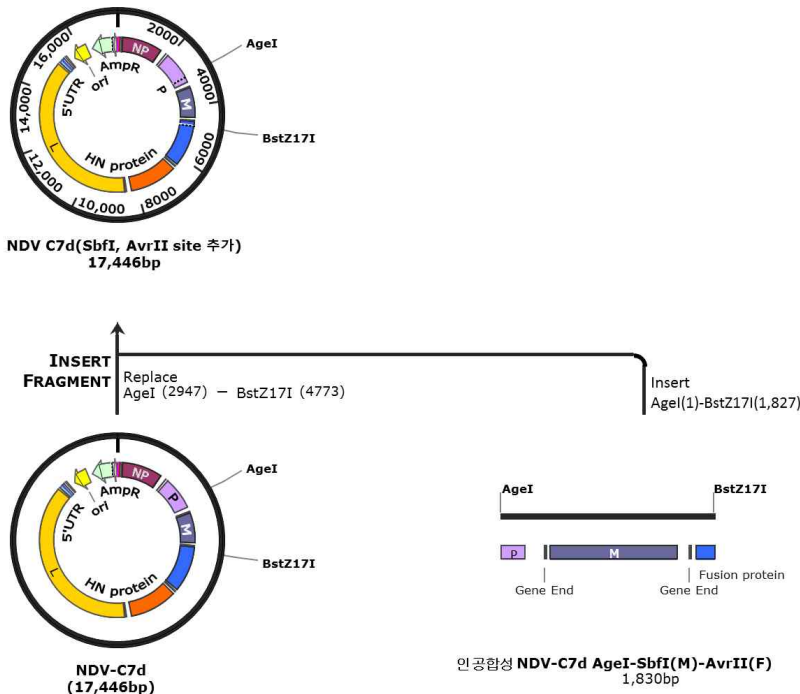 2000
4000
6000
8000
10,000
12,000
14,000
16,000
AmpR
ori
5'UTR
NP
P
M
L
HN protein
AgeI
BstZ17I
NDV C7d(SbfI, AvrII site 추가)
17,446bp
INSERT
FRAGMENT
Replace
AgeI (2947) – BstZ17I (4773)
Insert
AgeI(1)-BstZ17I(1,827)
AmpR
ori
5'UTR
NP
P
M
L
HN protein
AgeI
BstZ17I
NDV-C7d
(17,446bp)
AgeI
BstZ17I
P
M
Fusion protein
Gene End
Gene End
인공합성 NDV-C7d AgeI-SbfI(M)-AvrII(F)
1,830bp